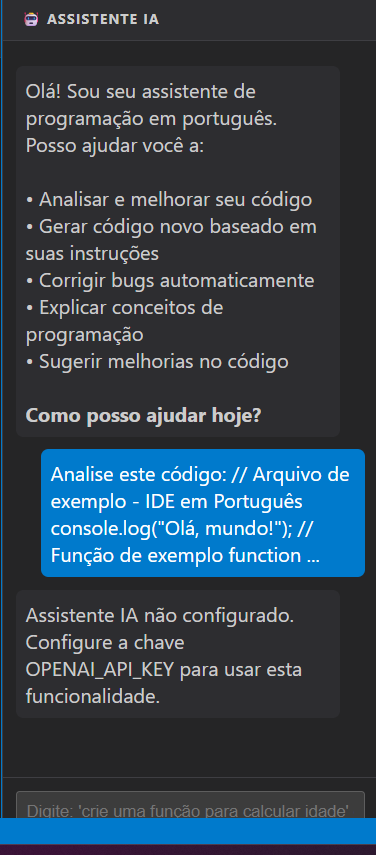 ASSISTENTE IA
Olá! Sou seu assistente de
programação em português.
Posso ajudar você a:
• Analisar e melhorar seu código
• Gerar código novo baseado em
suas instruções
• Corrigir bugs automaticamente
• Explicar conceitos de
programação
• Sugerir melhorias no código
Como posso ajudar hoje?
Analise este código: // Arquivo de
exemplo - IDE em Português
console.log("Olá, mundo!"); //
Função de exemplo function ...
Assistente IA não configurado.
Configure a chave
OPENAI_API_KEY para usar esta
funcionalidade.
Digite: 'crie uma função para calcular idade'